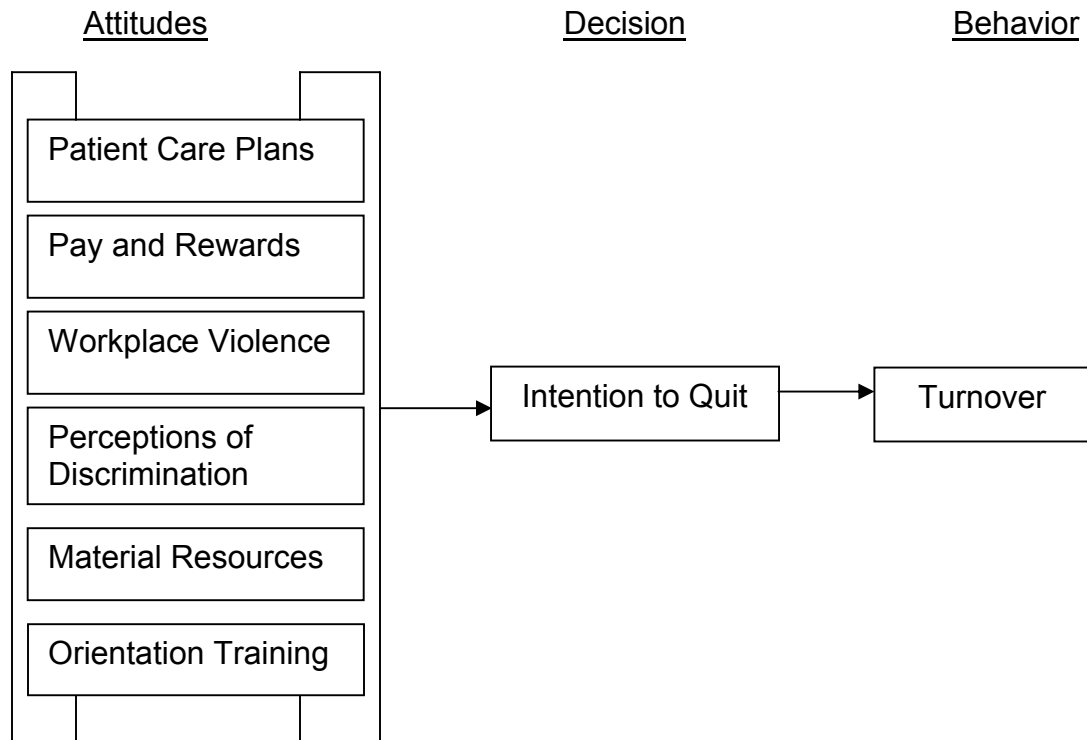 Attitudes
Decision
Behavior
Patient Care Plans
Pay and Rewards
Workplace Violence
Perceptions of
Discrimination
Material Resources
Orientation Training
Intention to Quit
Turnover